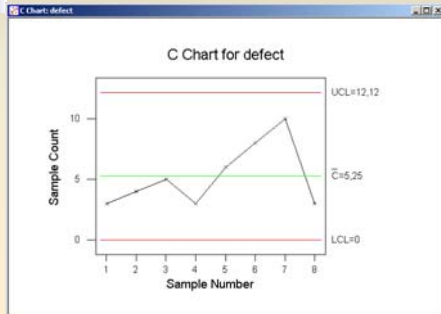 C Chart: defect
C Chart for defect
UCL=12,12
10
Sample Count
5
C̅=5,25
0
LCL=0
1 2 3 4 5 6 7 8
Sample Number